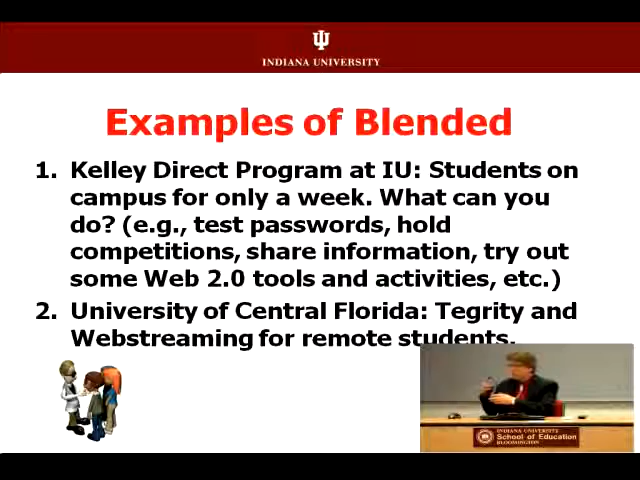 INDIANA UNIVERSITY
Examples of Blended
1. Kelley Direct Program at IU: Students on
campus for only a week. What can you
do? (e.g., test passwords, hold
competitions, share information, try out
some Web 2.0 tools and activities, etc.)
2. University of Central Florida: Tegrity and
Webstreaming for remote students.
INDIANA UNIVERSITY
School of Education
BLOOMINGTON